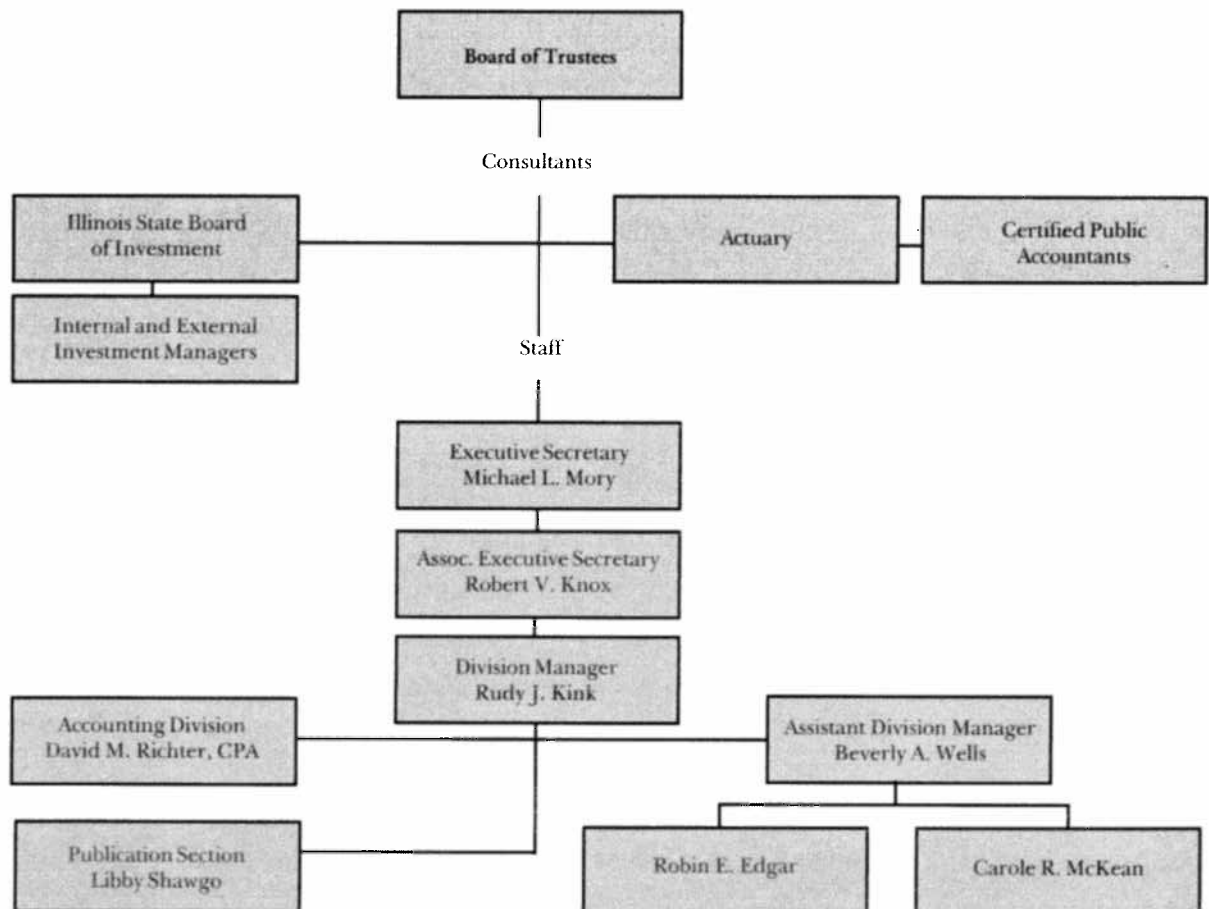 Board of Trustees
Consultants
Illinois State Board
of Investment
Actuary
Certified Public
Accountants
Internal and External
Investment Managers
Staff
Executive Secretary
Michael L. Mory
Assoc. Executive Secretary
Robert V. Knox
Division Manager
Rudy J. Kink
Accounting Division
David M. Richter, CPA
Assistant Division Manager
Beverly A. Wells
Publication Section
Libby Shawgo
Robin E. Edgar
Carole R. McKean